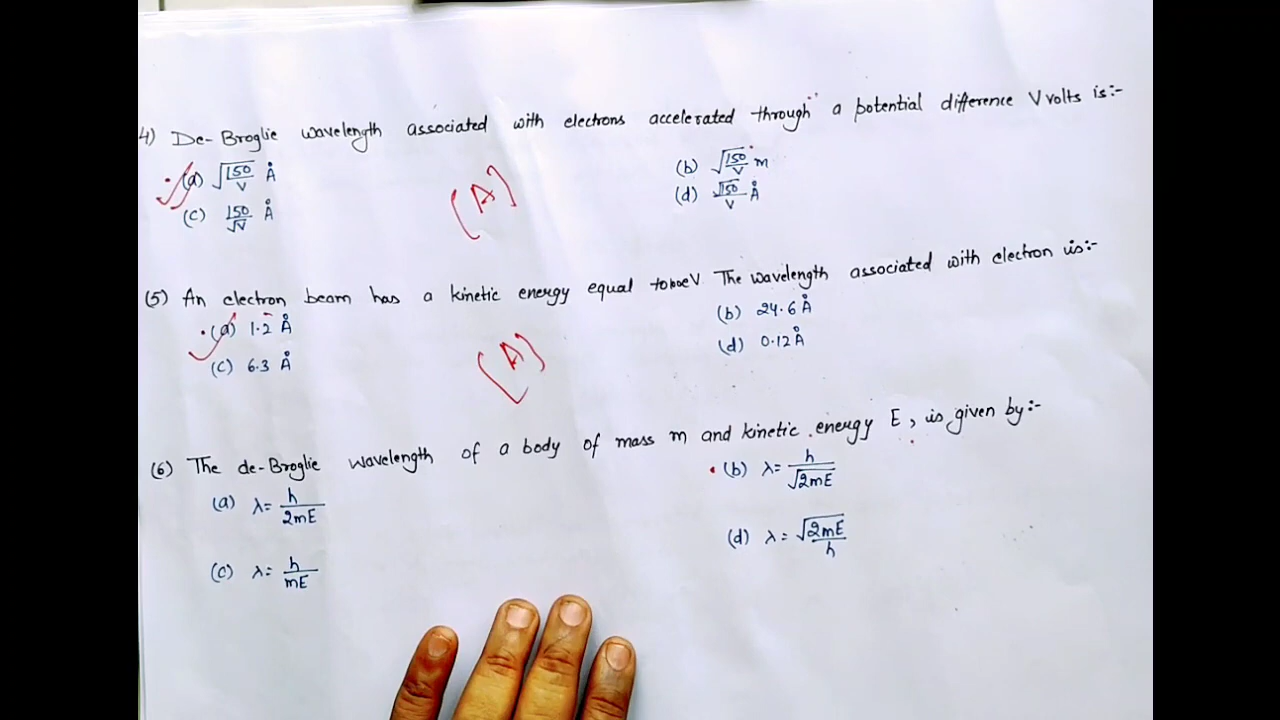 4) De-Broglie wavelength associated with electrons accelerated through a potential difference V volts is:-
(a) √(150/V) Å (b) √(150/V) m
(c) 150/√V Å (d) √150/V Å
[A]
(5) An electron beam has a kinetic energy equal to 100eV The wavelength associated with electron is:-
(a) 1.2 Å (b) 24.6 Å
(c) 6.3 Å (d) 0.12 Å
[A]
(6) The de-Broglie wavelength of a body of mass m and kinetic energy E, is given by:-
(a) λ= h/2mE (b) λ= h/√2mE
(c) λ= h/mE (d) λ= √2mE/h